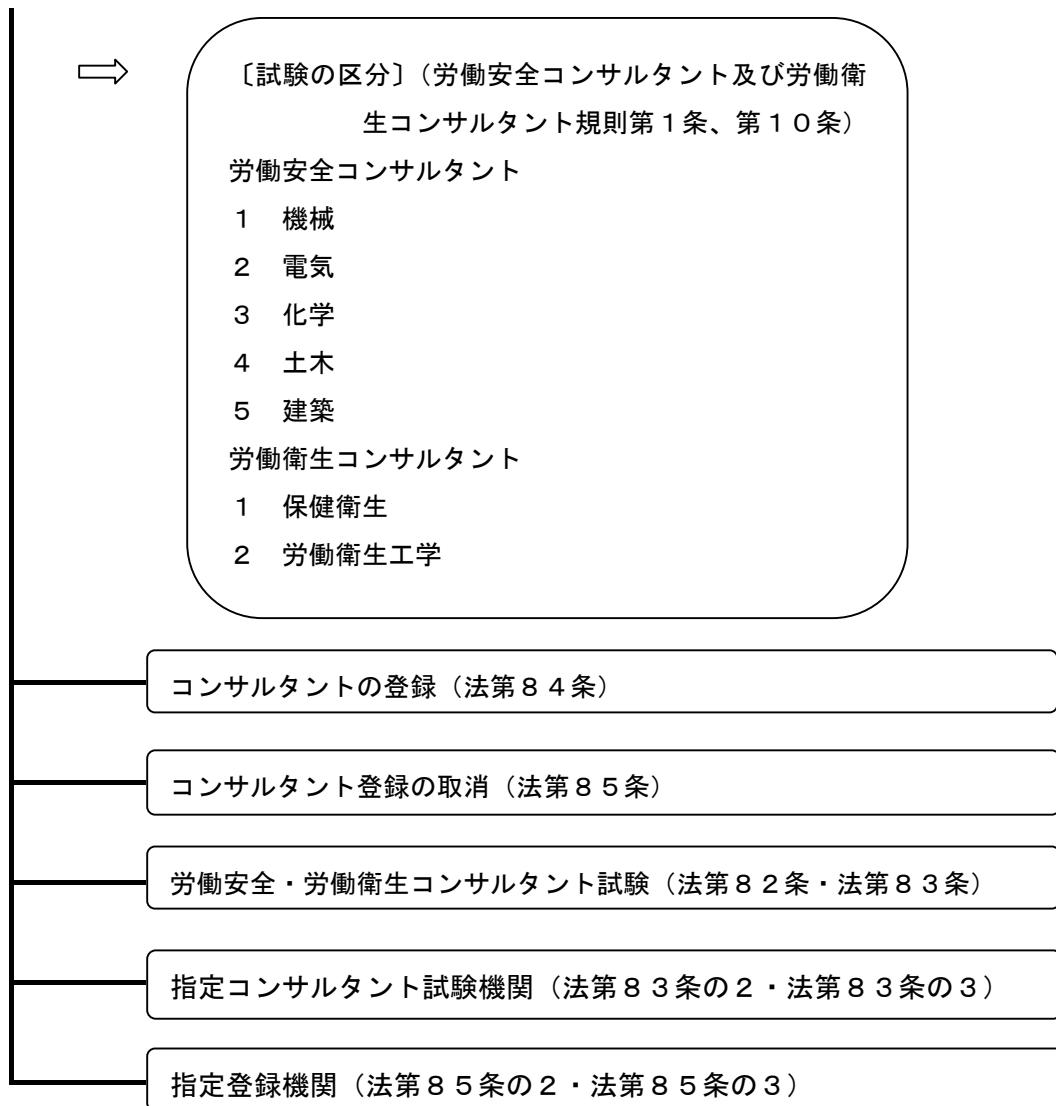 〔試験の区分〕（労働安全コンサルタント及び労働衛
生コンサルタント規則第１条、第１０条）
労働安全コンサルタント
１　機械
２　電気
３　化学
４　土木
５　建築
労働衛生コンサルタント
１　保健衛生
２　労働衛生工学
コンサルタントの登録（法第８４条）
コンサルタント登録の取消（法第８５条）
労働安全・労働衛生コンサルタント試験（法第８２条・法第８３条）
指定コンサルタント試験機関（法第８３条の２・法第８３条の３）
指定登録機関（法第８５条の２・法第８５条の３）